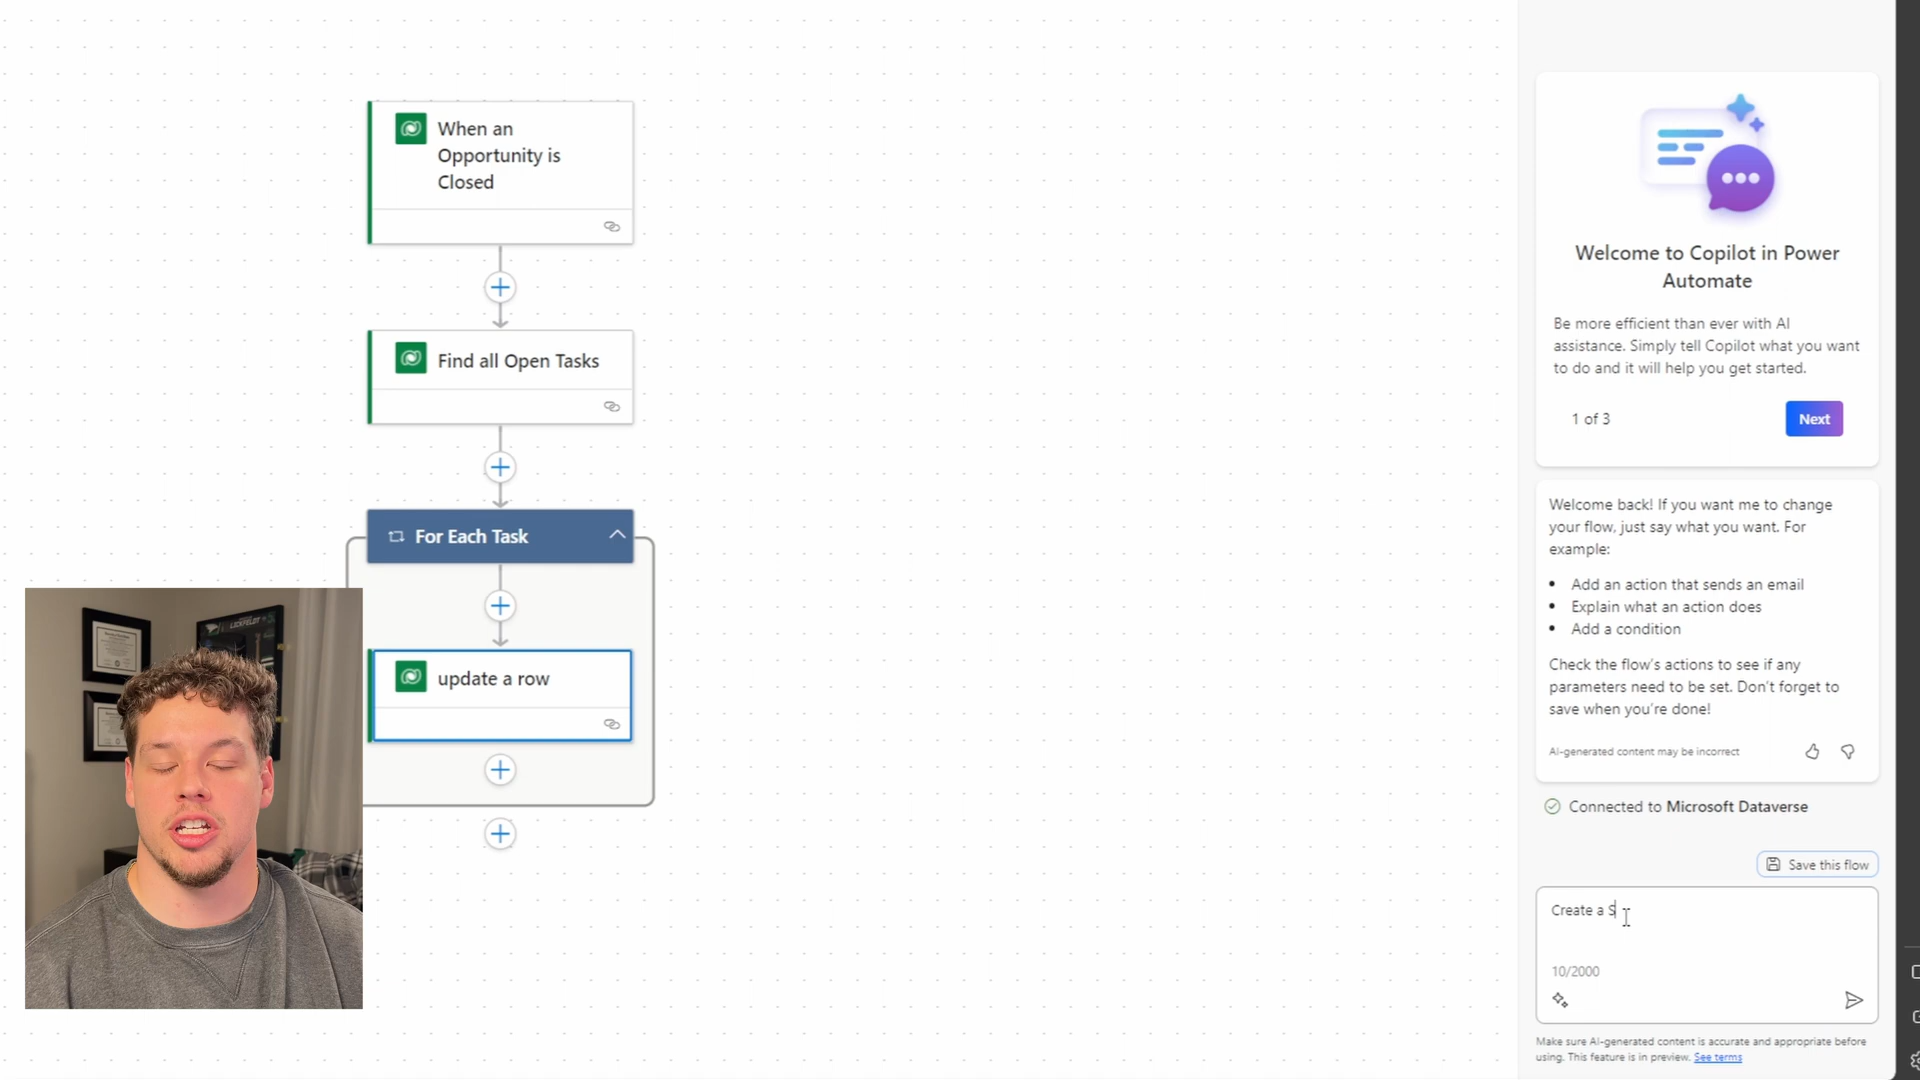 When an
Opportunity is
Closed
Find all Open Tasks
For Each Task
update a row
LOCKFELDT
Welcome to Copilot in Power
Automate
Be more efficient than ever with AI
assistance. Simply tell Copilot what you want
to do and it will help you get started.
1 of 3
Next
Welcome back! If you want me to change
your flow, just say what you want. For
example:
• Add an action that sends an email
• Explain what an action does
• Add a condition
Check the flow's actions to see if any
parameters need to be set. Don't forget to
save when you're done!
AI-generated content may be incorrect
Connected to Microsoft Dataverse
Save this flow
Create a S
10/2000
Make sure AI-generated content is accurate and appropriate before
using. This feature is in preview. See terms